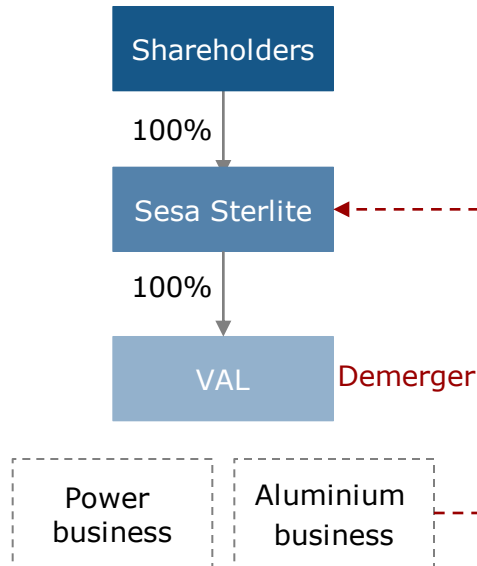 Shareholders
100%
Sesa Sterlite
100%
VAL
Demerger
Power
business
Aluminium
business